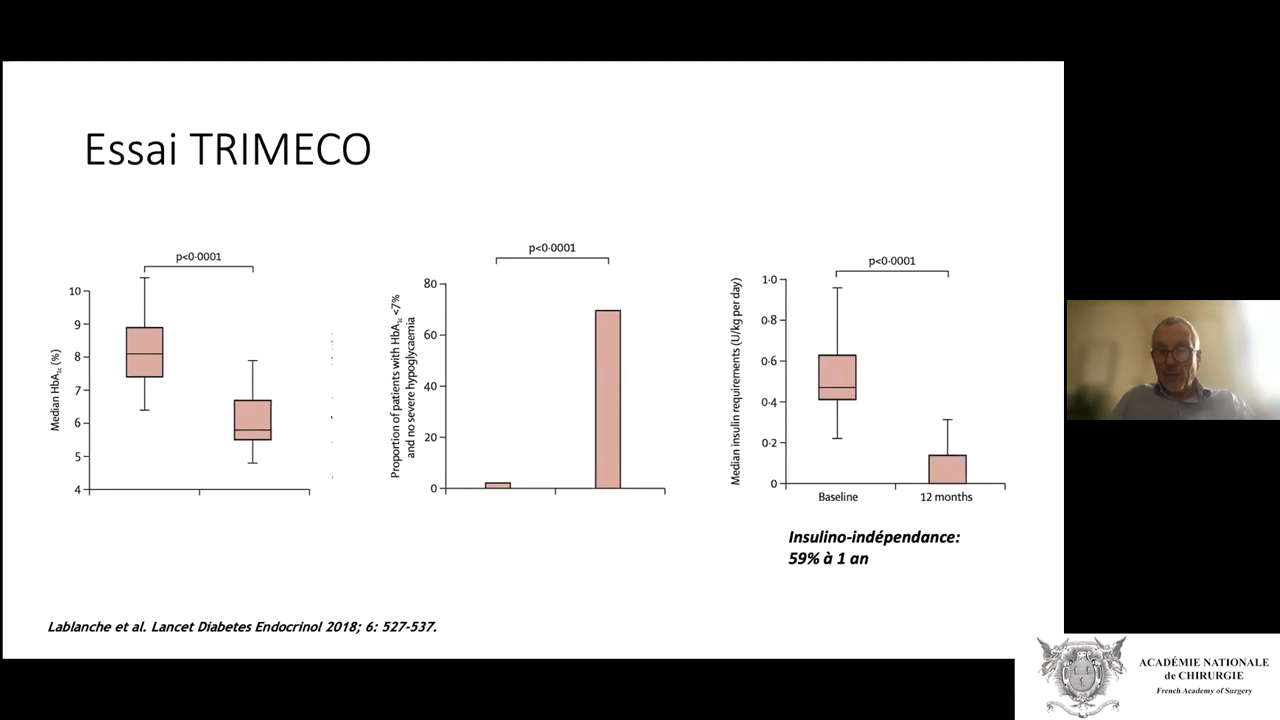 Essai TRIMECO
p<0·0001
10
9
8
7
6
5
4
Median HbA1c (%)
p<0·0001
80
60
40
20
0
Proportion of patients with HbA1c <7%
and no severe hypoglycaemia
p<0·0001
1·0
0·8
0·6
0·4
0·2
0
Median insulin requirements (U/kg per day)
Baseline
12 months
Insulino-indépendance:
59% à 1 an
Lablanche et al. Lancet Diabetes Endocrinol 2018; 6: 527-537.
ACADÉMIE NATIONALE
de CHIRURGIE
French Academy of Surgery